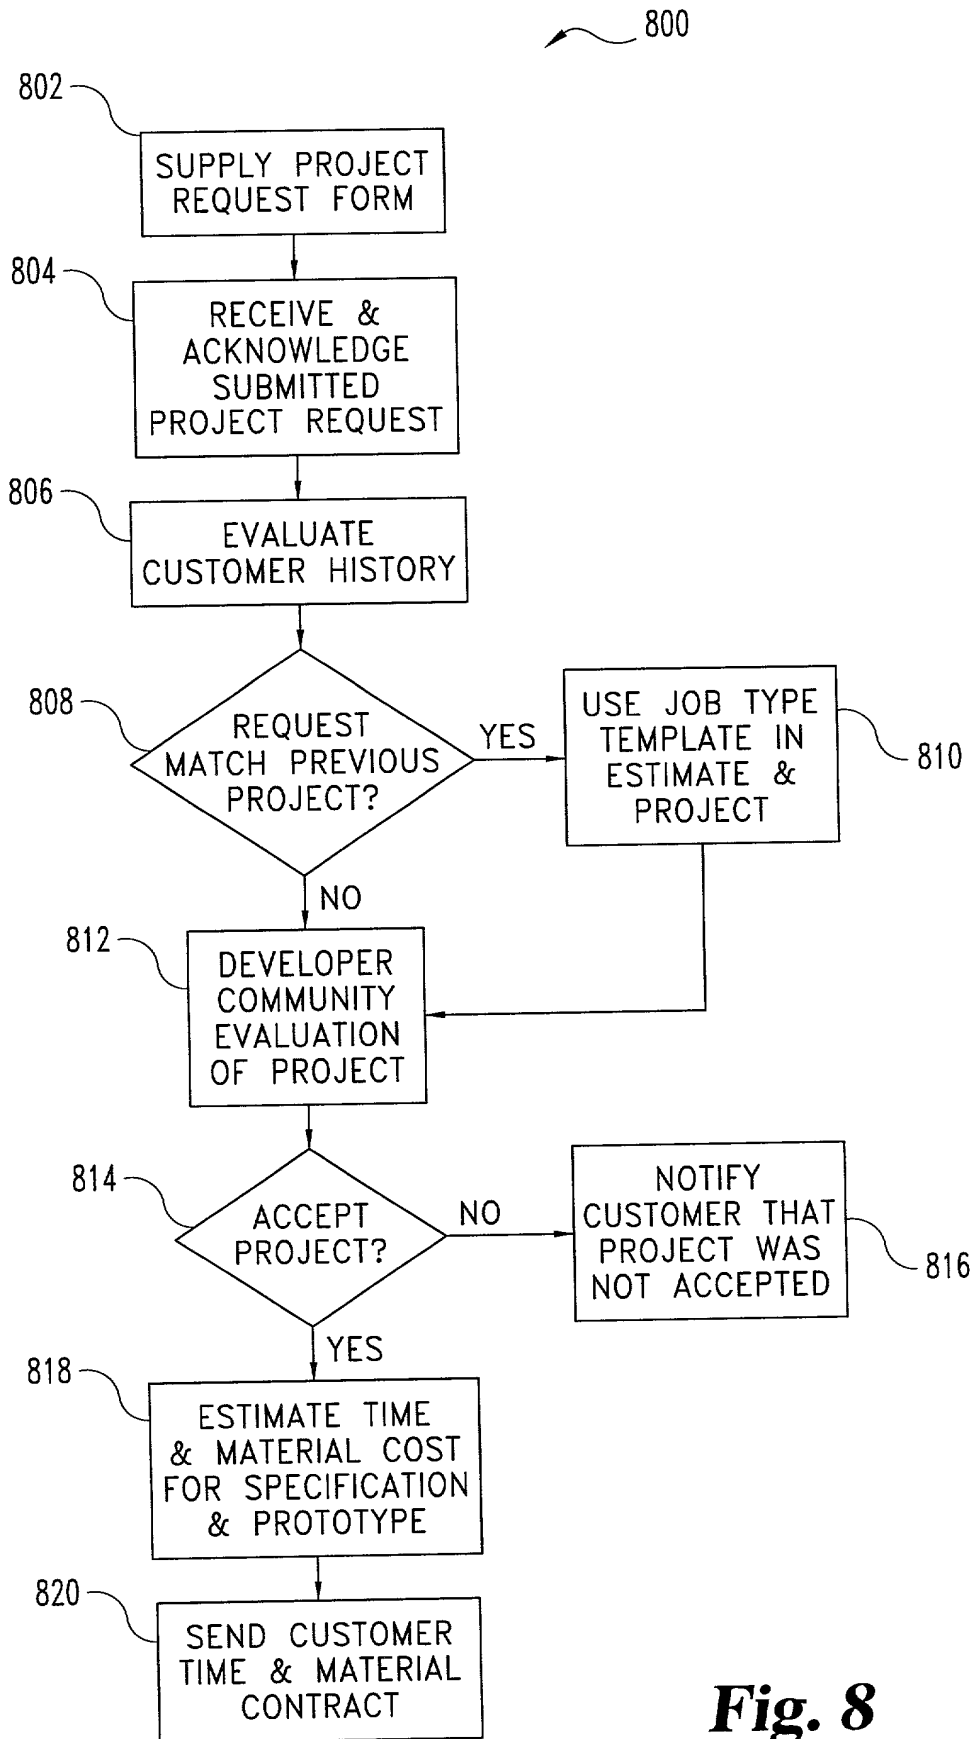 800
802
SUPPLY PROJECT
REQUEST FORM
804
RECEIVE &
ACKNOWLEDGE
SUBMITTED
PROJECT REQUEST
806
EVALUATE
CUSTOMER HISTORY
808
REQUEST
MATCH PREVIOUS
PROJECT?
YES
USE JOB TYPE
TEMPLATE IN
ESTIMATE &
PROJECT
810
NO
812
DEVELOPER
COMMUNITY
EVALUATION
OF PROJECT
814
ACCEPT
PROJECT?
NO
NOTIFY
CUSTOMER THAT
PROJECT WAS
NOT ACCEPTED
816
YES
818
ESTIMATE TIME
& MATERIAL COST
FOR SPECIFICATION
& PROTOTYPE
820
SEND CUSTOMER
TIME & MATERIAL
CONTRACT
Fig. 8